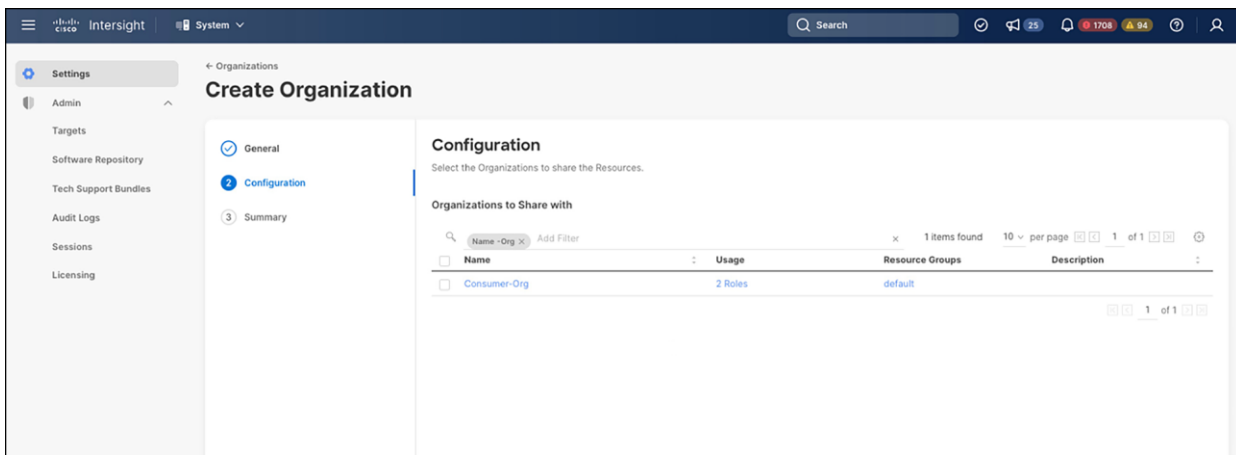 cisco Intersight System Search 25 1708 94
Settings
Admin
Targets
Software Repository
Tech Support Bundles
Audit Logs
Sessions
Licensing
← Organizations
Create Organization
General
2 Configuration
3 Summary
Configuration
Select the Organizations to share the Resources.
Organizations to Share with
Name -Org × Add Filter × 1 items found 10 per page 1 of 1
Name Usage Resource Groups Description
Consumer-Org 2 Roles default
1 of 1